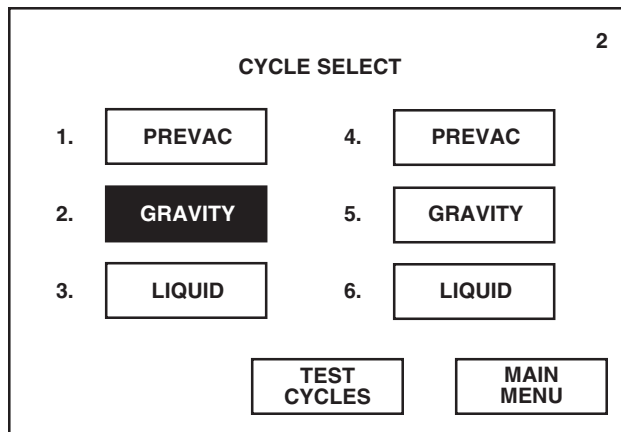 2
CYCLE SELECT
1. PREVAC 4. PREVAC
2. GRAVITY 5. GRAVITY
3. LIQUID 6. LIQUID
TEST CYCLES MAIN MENU